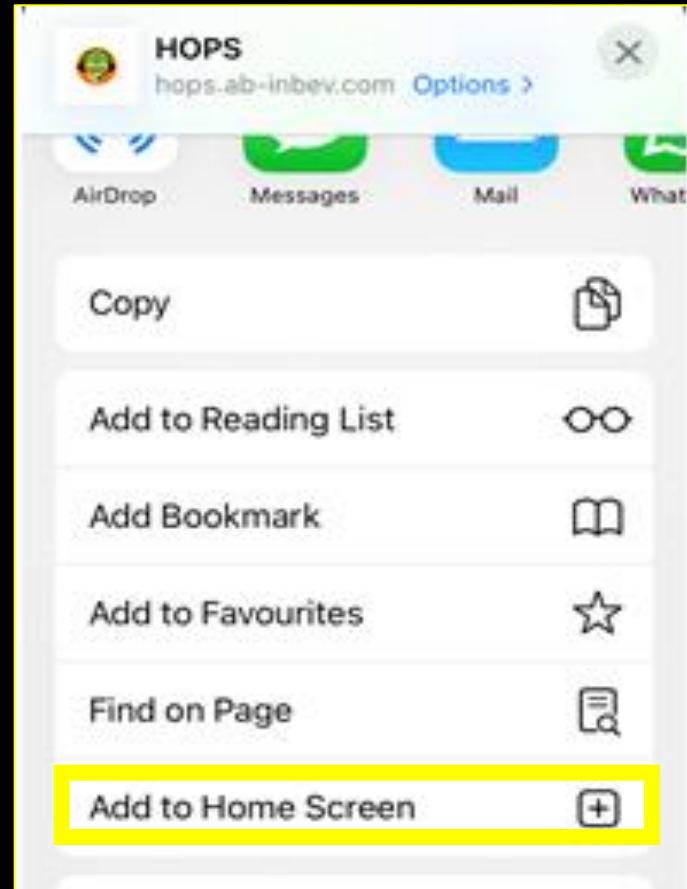 HOPS
hops.ab-inbev.com Options >
AirDrop Messages Mail What
Copy
Add to Reading List
Add Bookmark
Add to Favourites
Find on Page
Add to Home Screen